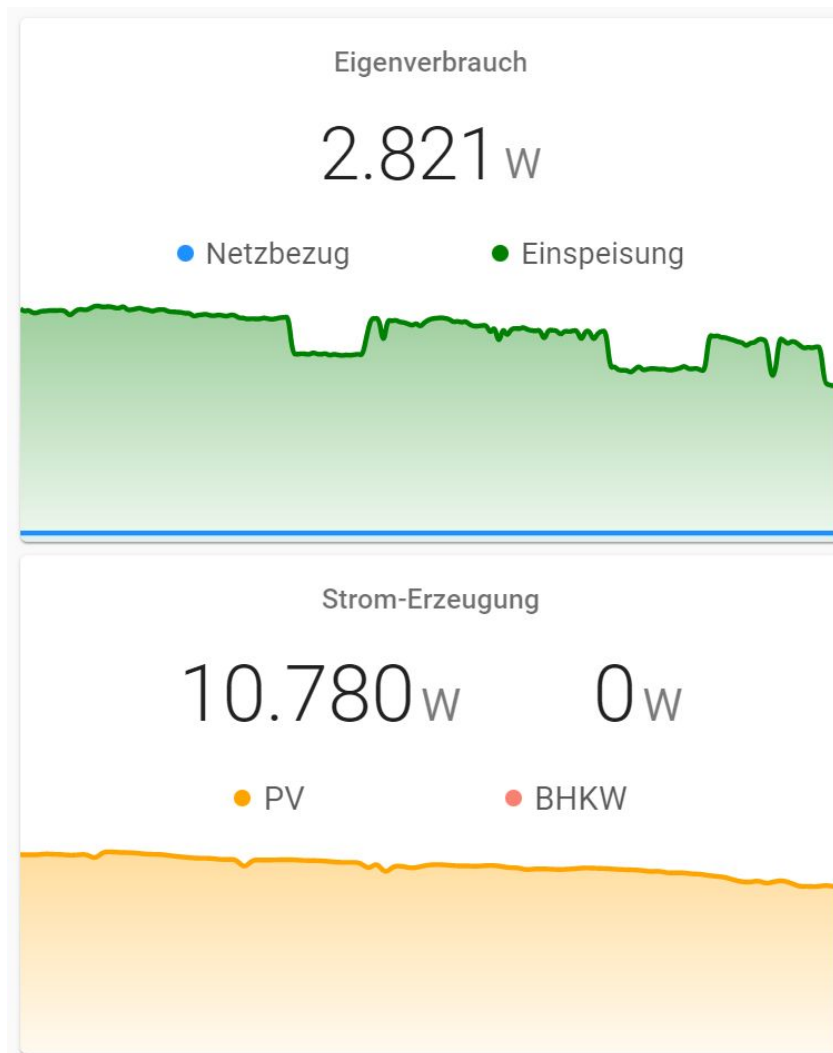 Eigenverbrauch
2.821 W
Netzbezug Einspeisung
Strom-Erzeugung
10.780 W 0 W
PV BHKW